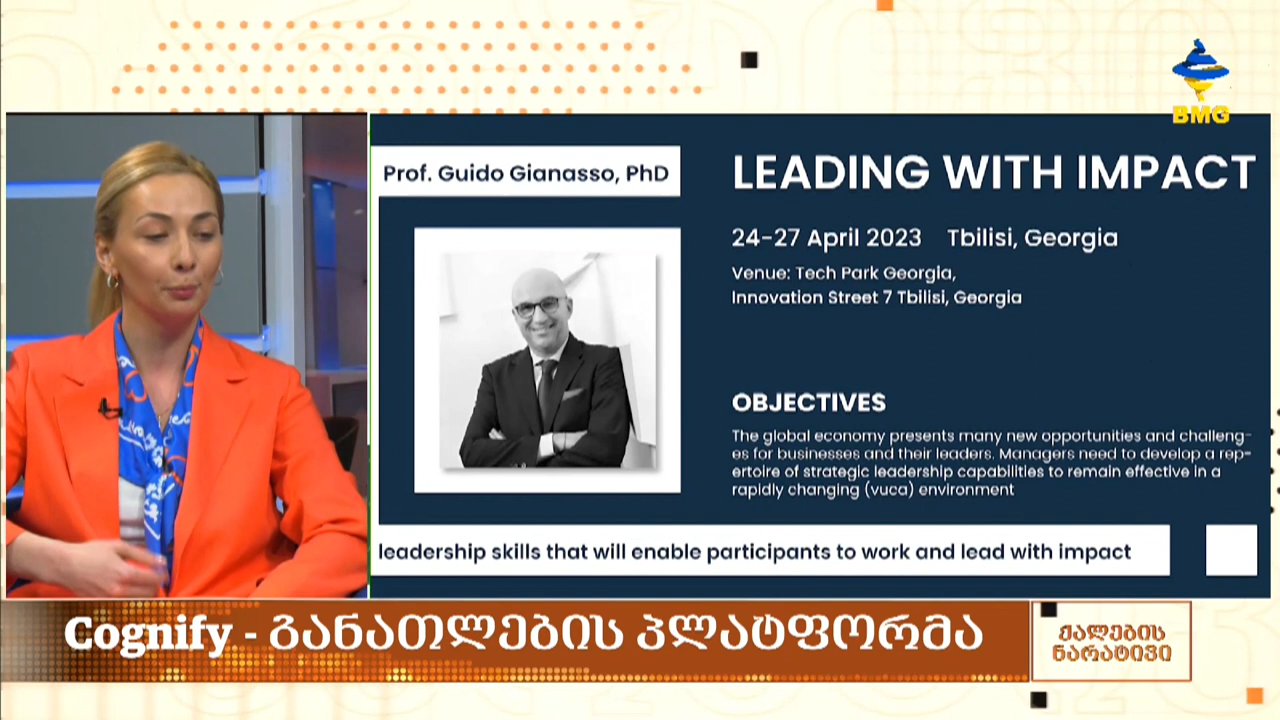 BMG
Prof. Guido Gianasso, PhD
LEADING WITH IMPACT
24-27 April 2023 Tbilisi, Georgia
Venue: Tech Park Georgia,
Innovation Street 7 Tbilisi, Georgia
OBJECTIVES
The global economy presents many new opportunities and challeng-
es for businesses and their leaders. Managers need to develop a rep-
ertoire of strategic leadership capabilities to remain effective in a
rapidly changing (vuca) environment
leadership skills that will enable participants to work and lead with impact
Cognify - განათლების პლატფორმა
ქალების
ნარატივი